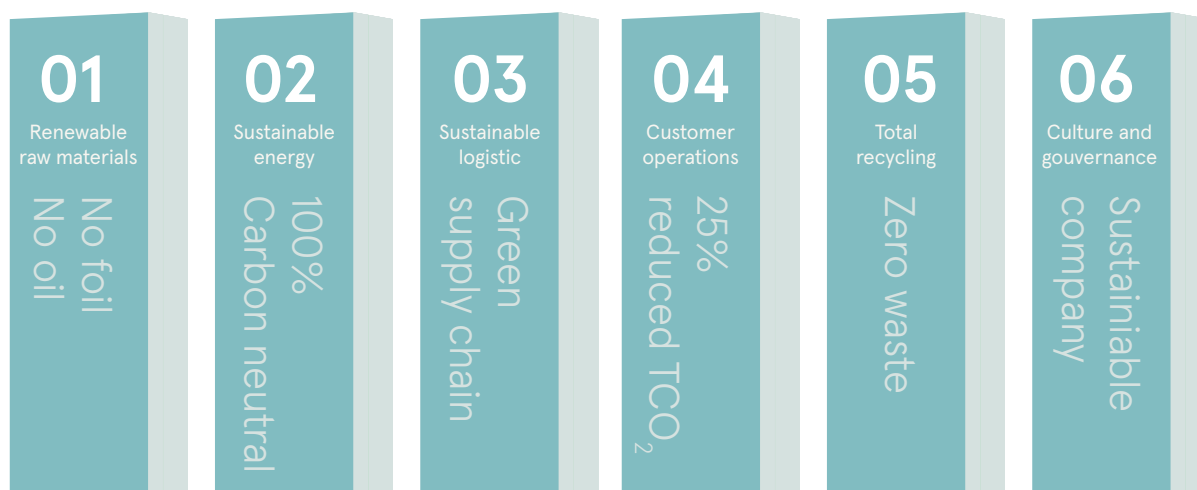 01
Renewable
raw materials
No foil
No oil
02
Sustainable
energy
100%
Carbon neutral
03
Sustainable
logistic
Green
supply chain
04
Customer
operations
25%
reduced TCO₂
05
Total
recycling
Zero waste
06
Culture and
gouvernance
Sustainiable
company